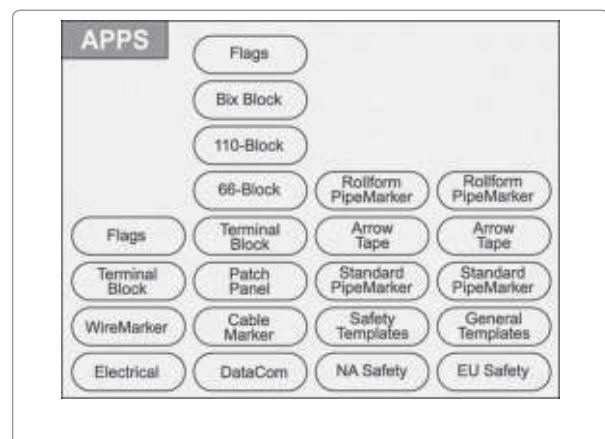 APPS
Flags
Bix Block
110-Block
66-Block
Rollform
PipeMarker
Rollform
PipeMarker
Flags
Terminal
Block
Arrow
Tape
Arrow
Tape
Terminal
Block
Patch
Panel
Standard
PipeMarker
Standard
PipeMarker
WireMarker
Cable
Marker
Safety
Templates
General
Templates
Electrical
DataCom
NA Safety
EU Safety